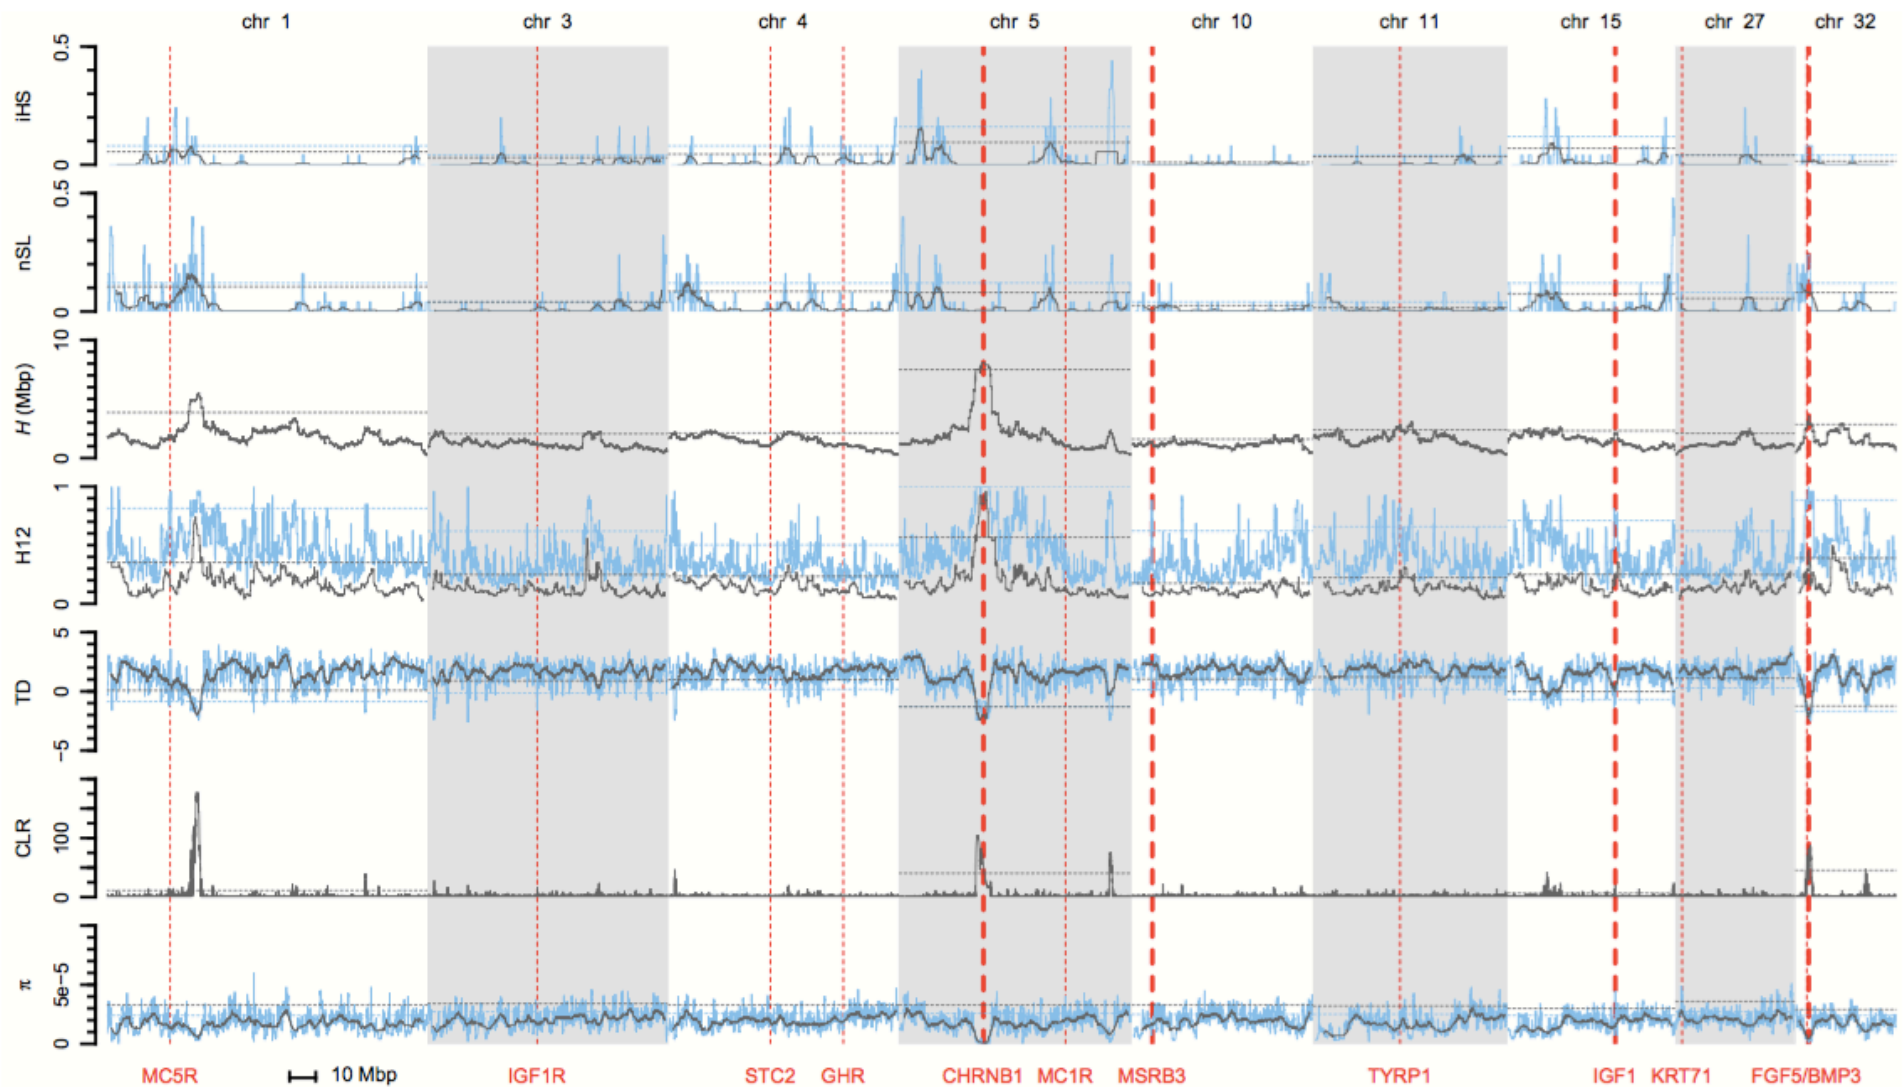 chr 1 chr 3 chr 4 chr 5 chr 10 chr 11 chr 15 chr 27 chr 32
iHS
0.5
0
nSL
0.5
0
H (Mbp)
10
0
H12
1
0
TD
5
0
−5
CLR
100
0
π
5e−5
0
MC5R 10 Mbp IGF1R STC2 GHR CHRNB1 MC1R MSRB3 TYRP1 IGF1 KRT71 FGF5/BMP3